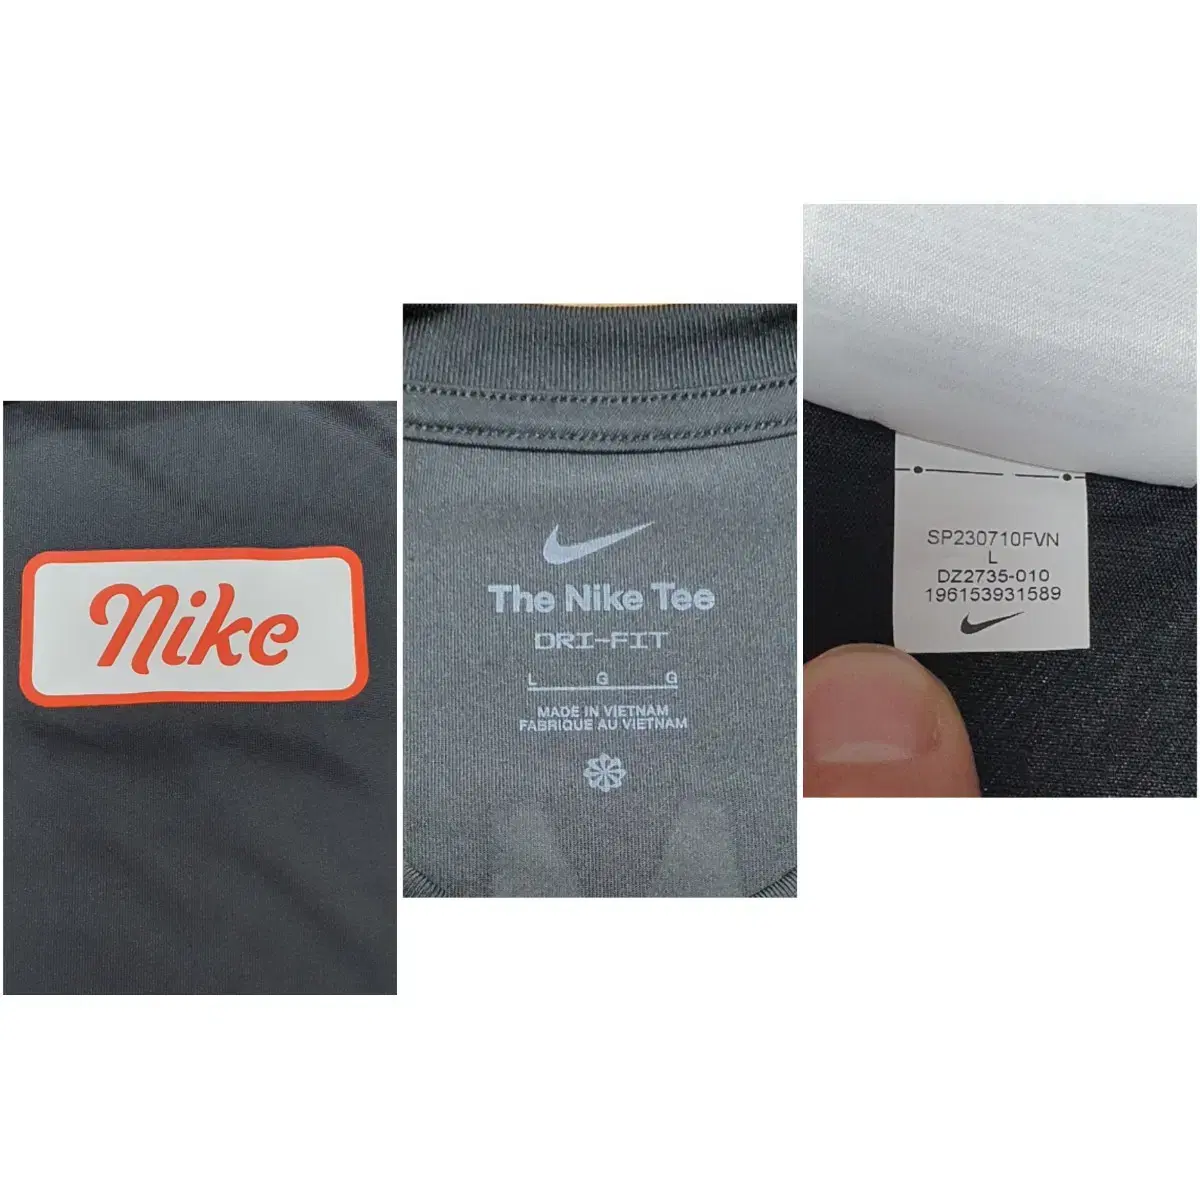 Nike
The Nike Tee
DRI-FIT
L G G
MADE IN VIETNAM
FABRIQUE AU VIETNAM
SP230710FVN
L
DZ2735-010
196153931589